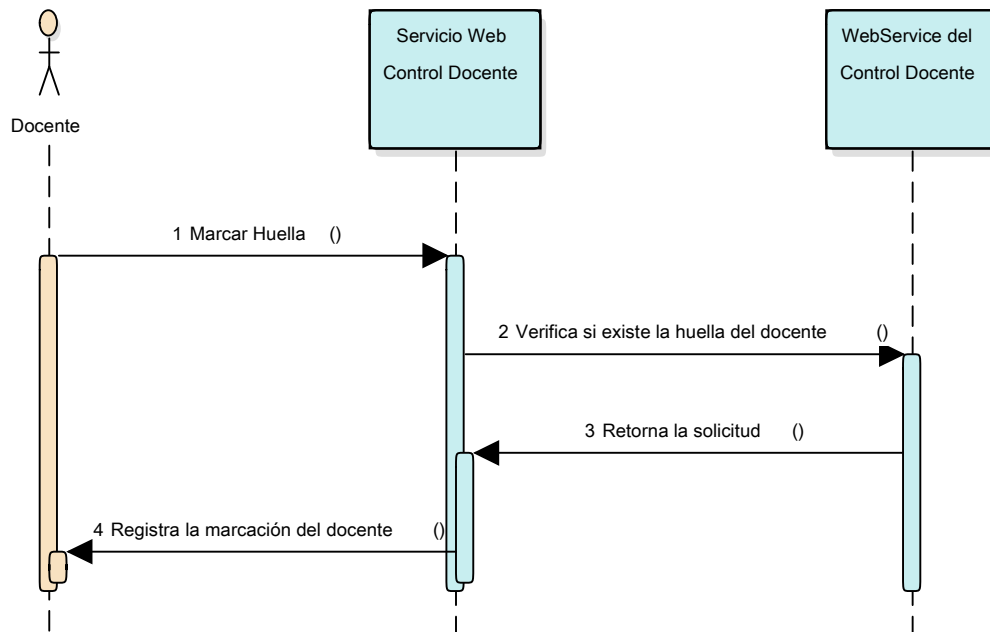 Servicio Web
Control Docente
WebService del
Control Docente
Docente
1 Marcar Huella ()
2 Verifica si existe la huella del docente ()
3 Retorna la solicitud ()
4 Registra la marcación del docente ()